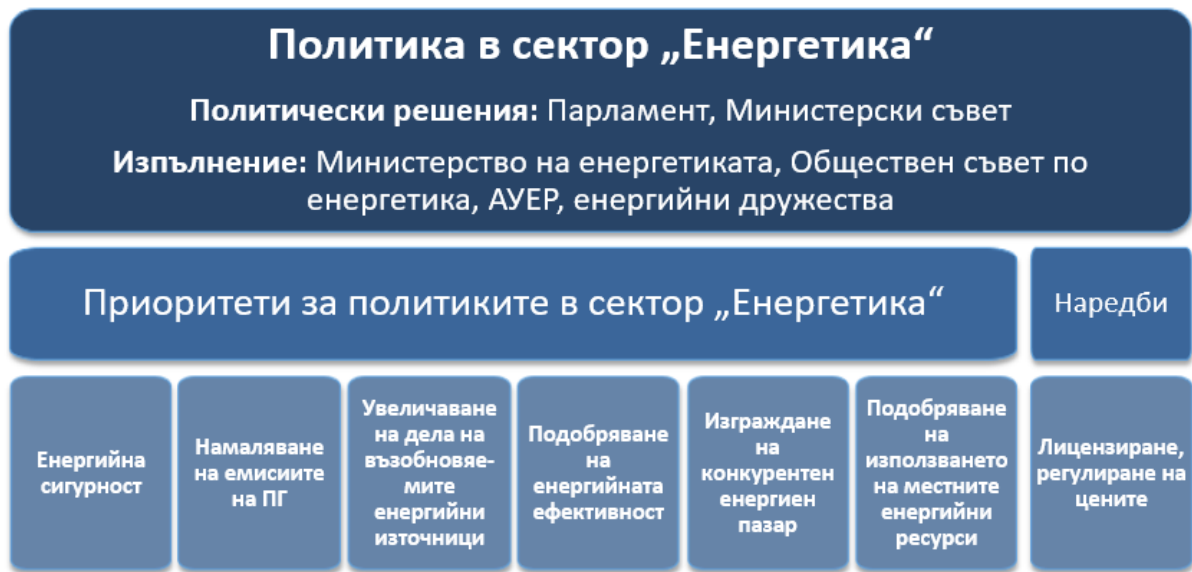 Политика в сектор „Енергетика“
Политически решения: Парламент, Министерски съвет
Изпълнение: Министерство на енергетиката, Обществен съвет по
енергетика, АУЕР, енергийни дружества
Приоритети за политиките в сектор „Енергетика“
Наредби
Енергийна
сигурност
Намаляване
на емисиите
на ПГ
Увеличаване
на дела на
възобновяе-
мите
енергийни
източници
Подобряване
на
енергийната
ефективност
Изграждане
на
конкурентен
енергиен
пазар
Подобряване
на
използването
на местните
енергийни
ресурси
Лицензиране,
регулиране на
цените